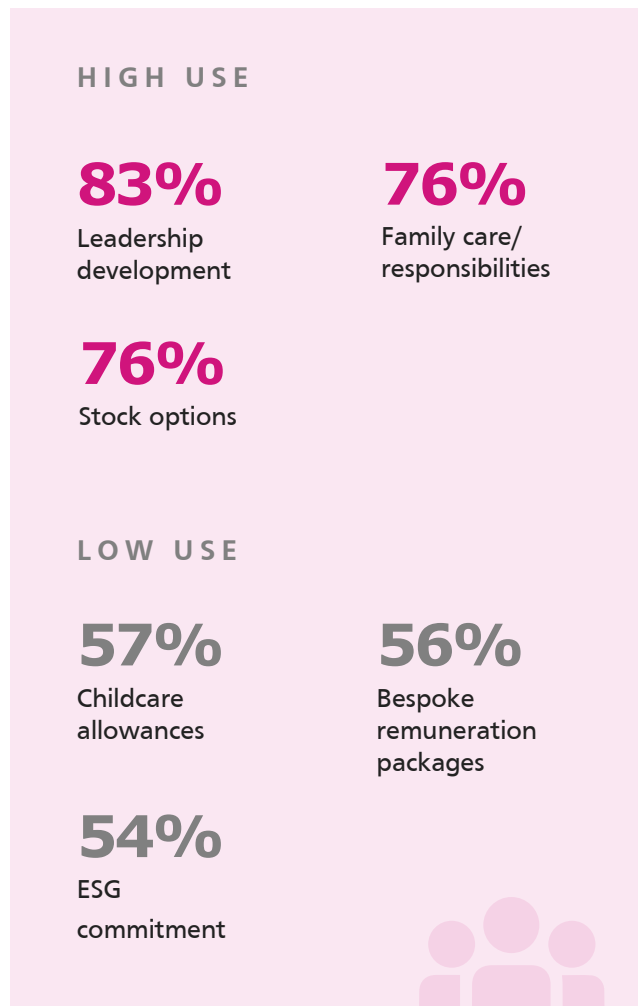 HIGH USE
83%
Leadership
development
76%
Family care/
responsibilities
76%
Stock options
LOW USE
57%
Childcare
allowances
56%
Bespoke
remuneration
packages
54%
ESG
commitment